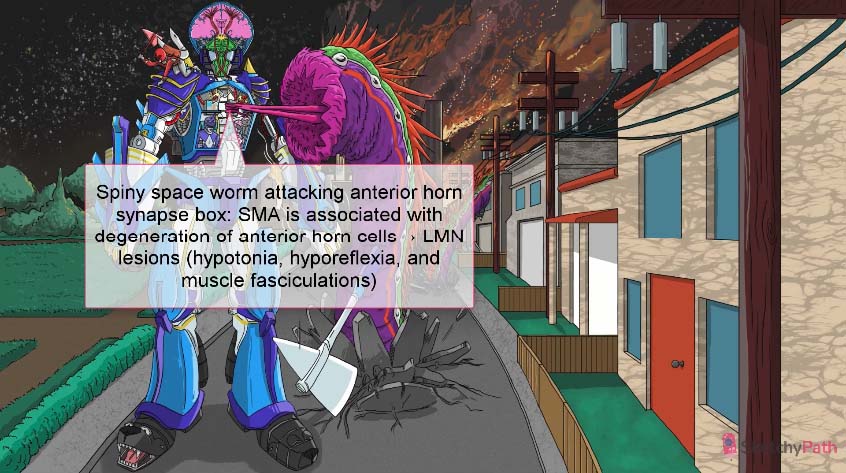 Spiny space worm attacking anterior horn
synapse box: SMA is associated with
degeneration of anterior horn cells → LMN
lesions (hypotonia, hyporeflexia, and
muscle fasciculations)
SketchyPath